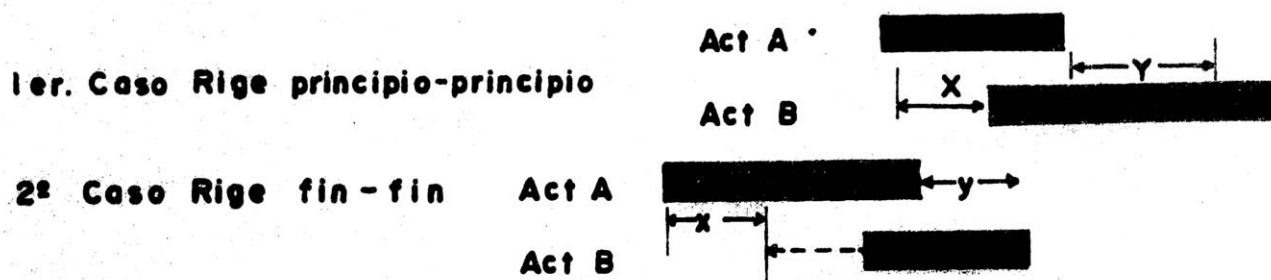 Act A
1er. Caso Rige principio-principio
Y
X
Act B
2º Caso Rige fin-fin Act A
y
x
Act B